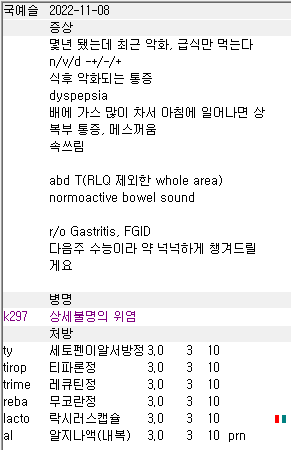 국예슬 2022-11-08
증상
몇년 됐는데 최근 악화, 급식만 먹는다
n/v/d -+/-/+
식후 악화되는 통증
dyspepsia
배에 가스 많이 차서 아침에 일어나면 상
복부 통증, 메스꺼움
속쓰림
abd T(RLQ 제외한 whole area)
normoactive bowel sound
r/o Gastritis, FGID
다음주 수능이라 약 넉넉하게 챙겨드릴
게요
병명
k297 상세불명의 위염
처방
ty 세토펜이알서방정 3,0 3 10
tirop 티파론정 3,0 3 10
trime 레큐틴정 3,0 3 10
reba 무코란정 3,0 3 10
lacto 락시러스캡슐 3,0 3 10
al 알지나액(내복) 3,0 3 10 prn